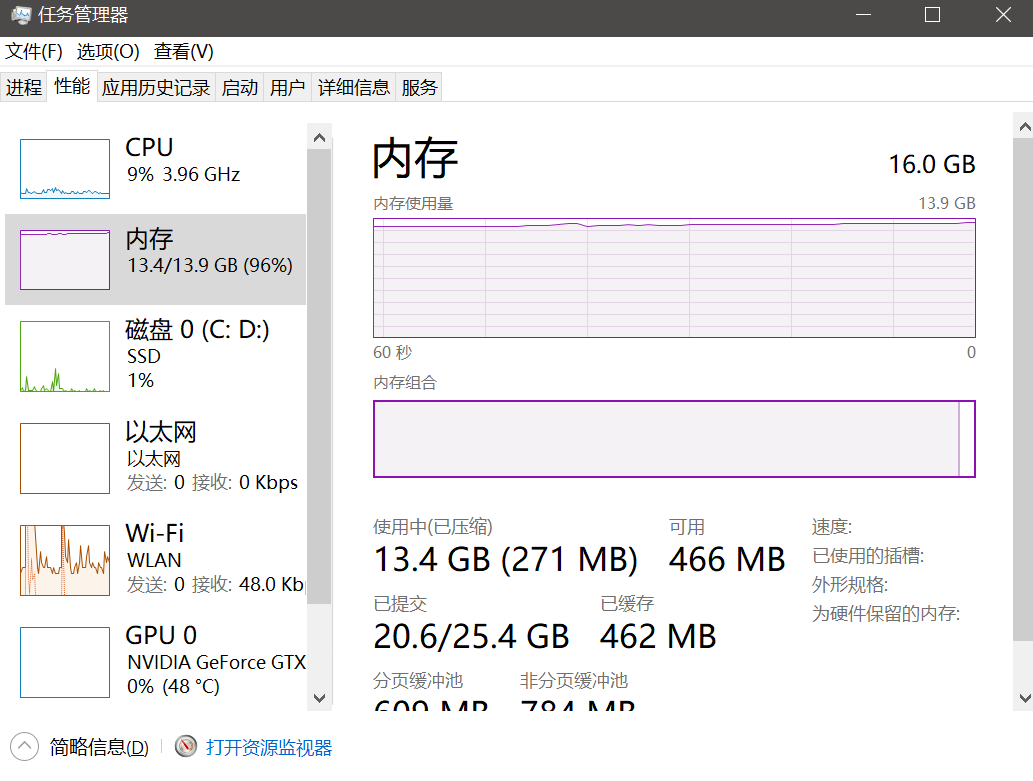 任务管理器
文件(F) 选项(O) 查看(V)
进程 性能 应用历史记录 启动 用户 详细信息 服务
CPU
9% 3.96 GHz
内存
13.4/13.9 GB (96%)
磁盘 0 (C: D:)
SSD
1%
以太网
以太网
发送: 0 接收: 0 Kbps
Wi-Fi
WLAN
发送: 0 接收: 48.0 Kb
GPU 0
NVIDIA GeForce GTX
0% (48 °C)
内存
16.0 GB
内存使用量
13.9 GB
60 秒
0
内存组合
使用中(已压缩)
13.4 GB (271 MB)
可用
466 MB
已提交
20.6/25.4 GB
已缓存
462 MB
分页缓冲池
609 MB
非分页缓冲池
784 MB
速度:
已使用的插槽:
外形规格:
为硬件保留的内存:
简略信息(D)
打开资源监视器